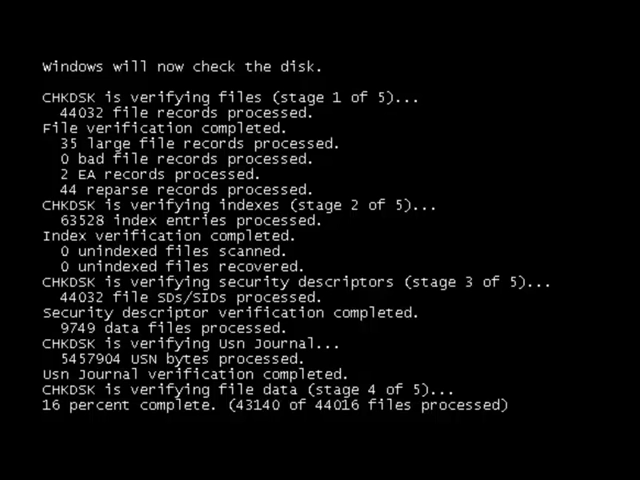 Windows will now check the disk.
CHKDSK is verifying files (stage 1 of 5)...
44032 file records processed.
File verification completed.
35 large file records processed.
0 bad file records processed.
2 EA records processed.
44 reparse records processed.
CHKDSK is verifying indexes (stage 2 of 5)...
63528 index entries processed.
Index verification completed.
0 unindexed files scanned.
0 unindexed files recovered.
CHKDSK is verifying security descriptors (stage 3 of 5)...
44032 file SDs/SIDs processed.
Security descriptor verification completed.
9749 data files processed.
CHKDSK is verifying Usn Journal...
5457904 USN bytes processed.
Usn Journal verification completed.
CHKDSK is verifying file data (stage 4 of 5)...
16 percent complete. (43140 of 44016 files processed)